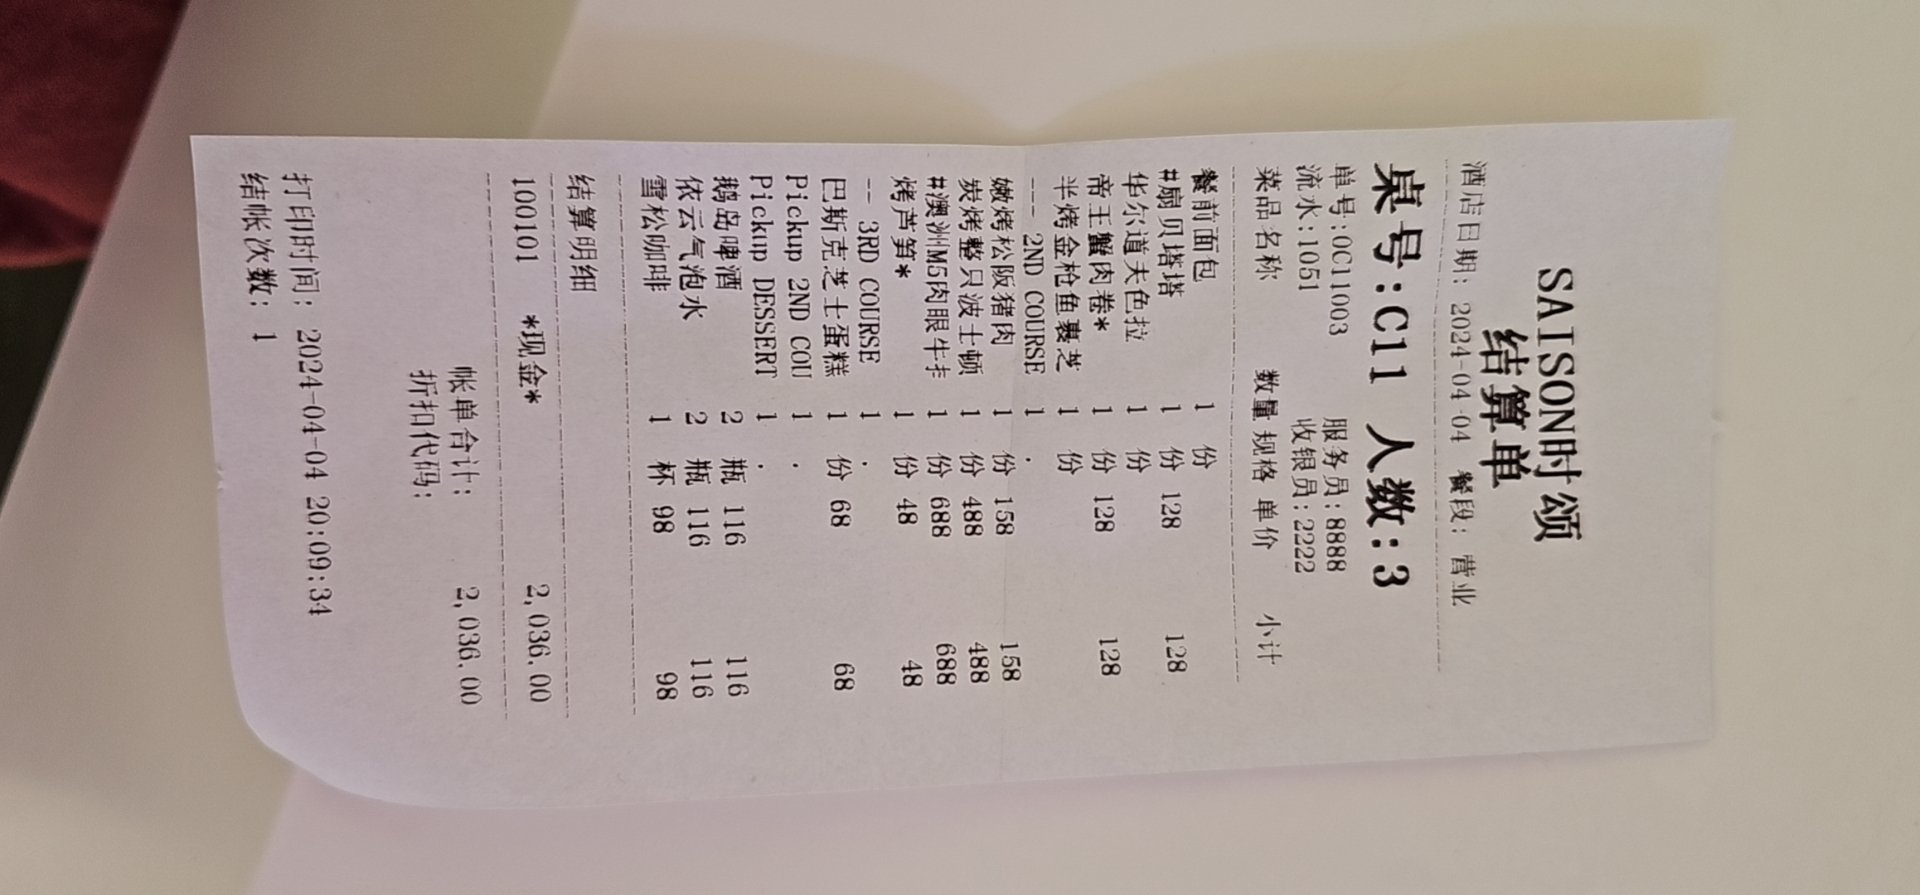 SAISON时颂
结算单
酒店日期: 2024-04-04 餐段: 营业
桌号:C11 人数:3
单号:0C11003 服务员:8888
流水:1051 收银员:2222
菜品名称 数量 规格 单价 小计
餐前面包 1 份
#扇贝塔塔 1 份 128 128
华尔道夫色拉 1 份
帝王蟹肉卷* 1 份 128 128
半烤金枪鱼裹芝 1 份
--- 2ND COURSE 1 .
嫩烤松阪猪肉 1 份 158 158
炭烤整只波士顿 1 份 488 488
#澳洲M5肉眼牛扌 1 份 688 688
烤芦笋* 1 份 48 48
-- 3RD COURSE 1 .
巴斯克芝士蛋糕 1 份 68 68
Pickup 2ND COU 1 .
Pickup DESSERT 1 .
鹅岛啤酒 2 瓶 116 116
依云气泡水 2 瓶 116 116
雪松咖啡 1 杯 98 98
结算明细
100101 *现金* 2,036.00
帐单合计: 2,036.00
折扣代码:
打印时间: 2024-04-04 20:09:34
结帐次数: 1